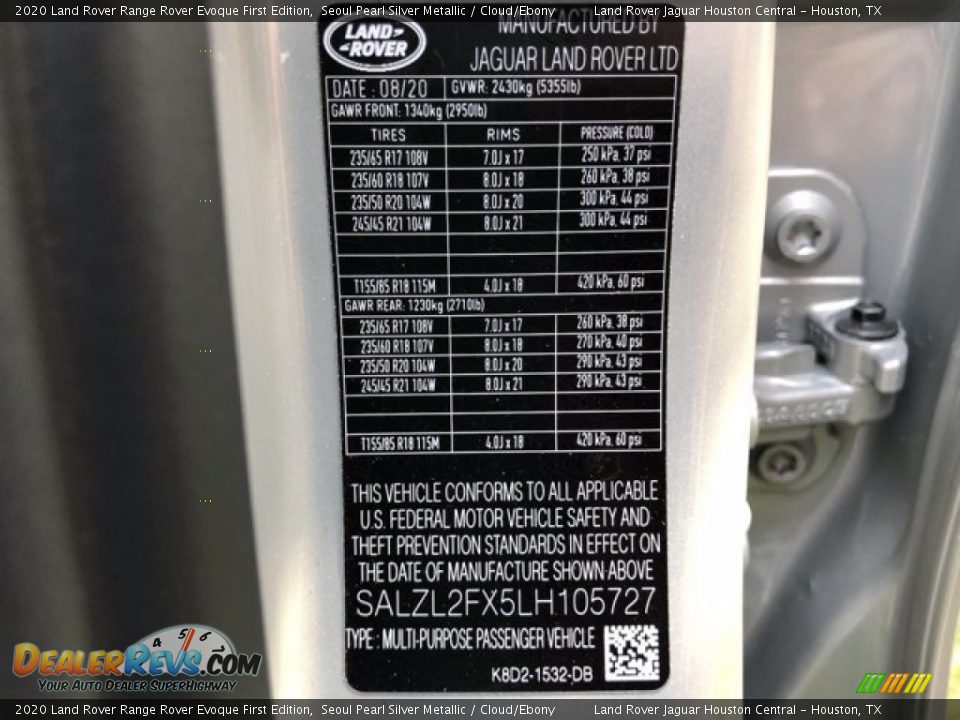 2020 Land Rover Range Rover Evoque First Edition, Seoul Pearl Silver Metallic / Cloud/Ebony Land Rover Jaguar Houston Central - Houston, TX
LAND ROVER
MANUFACTURED BY
JAGUAR LAND ROVER LTD
DATE : 08/20 GVWR: 2430kg (5355lb)
GAWR FRONT: 1340kg (2950lb)
TIRES RIMS PRESSURE (COLD)
235/65 R17 108V 7.0J x 17 250 kPa, 37 psi
235/60 R18 107V 8.0J x 18 260 kPa, 38 psi
235/50 R20 104W 8.0J x 20 300 kPa, 44 psi
245/45 R21 104W 8.0J x 21 300 kPa, 44 psi
T155/85 R18 115M 4.0J x 18 420 kPa, 60 psi
GAWR REAR: 1230kg (2710lb)
235/65 R17 108V 7.0J x 17 260 kPa, 38 psi
235/60 R18 107V 8.0J x 18 270 kPa, 40 psi
235/50 R20 104W 8.0J x 20 290 kPa, 43 psi
245/45 R21 104W 8.0J x 21 290 kPa, 43 psi
T155/85 R18 115M 4.0J x 18 420 kPa, 60 psi
THIS VEHICLE CONFORMS TO ALL APPLICABLE
U.S. FEDERAL MOTOR VEHICLE SAFETY AND
THEFT PREVENTION STANDARDS IN EFFECT ON
THE DATE OF MANUFACTURE SHOWN ABOVE
SALZL2FX5LH105727
TYPE : MULTI-PURPOSE PASSENGER VEHICLE
K8D2-1532-DB
4 5 6
DEALERREVS.COM
YOUR AUTO DEALER SUPERHIGHWAY
2020 Land Rover Range Rover Evoque First Edition, Seoul Pearl Silver Metallic / Cloud/Ebony Land Rover Jaguar Houston Central - Houston, TX